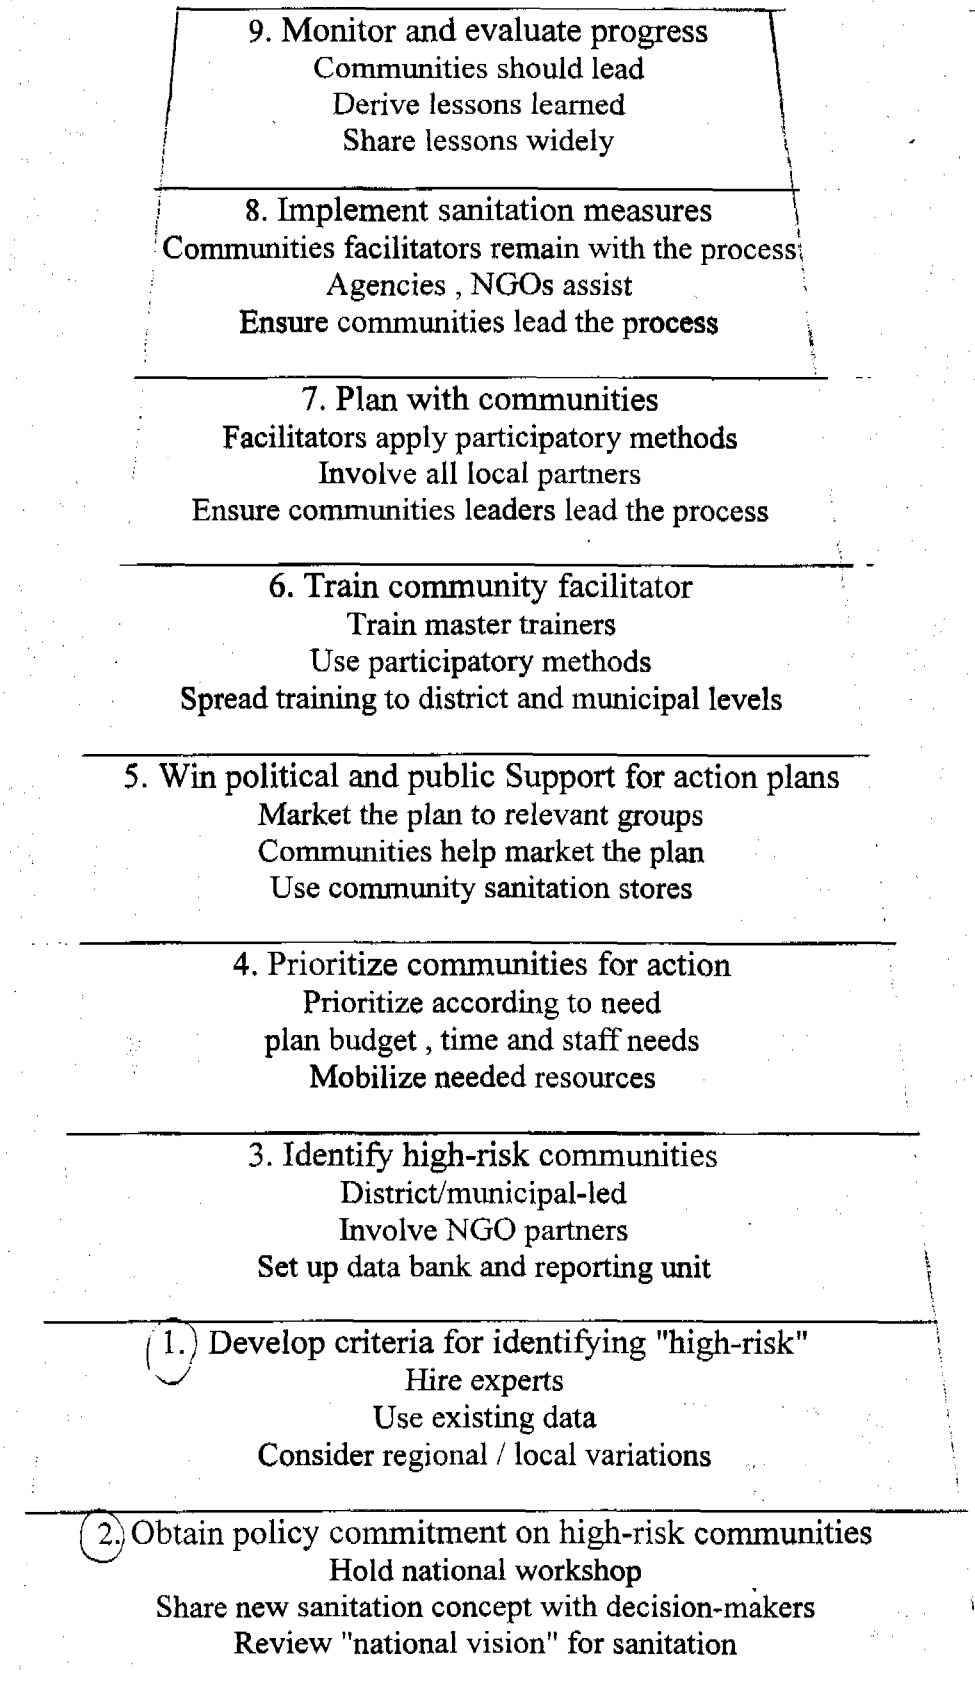 9. Monitor and evaluate progress
Communities should lead
Derive lessons learned
Share lessons widely
8. Implement sanitation measures
Communities facilitators remain with the process
Agencies , NGOs assist
Ensure communities lead the process
7. Plan with communities
Facilitators apply participatory methods
Involve all local partners
Ensure communities leaders lead the process
6. Train community facilitator
Train master trainers
Use participatory methods
Spread training to district and municipal levels
5. Win political and public Support for action plans
Market the plan to relevant groups
Communities help market the plan
Use community sanitation stores
4. Prioritize communities for action
Prioritize according to need
plan budget , time and staff needs
Mobilize needed resources
3. Identify high-risk communities
District/municipal-led
Involve NGO partners
Set up data bank and reporting unit
1. Develop criteria for identifying "high-risk"
Hire experts
Use existing data
Consider regional / local variations
2. Obtain policy commitment on high-risk communities
Hold national workshop
Share new sanitation concept with decision-makers
Review "national vision" for sanitation